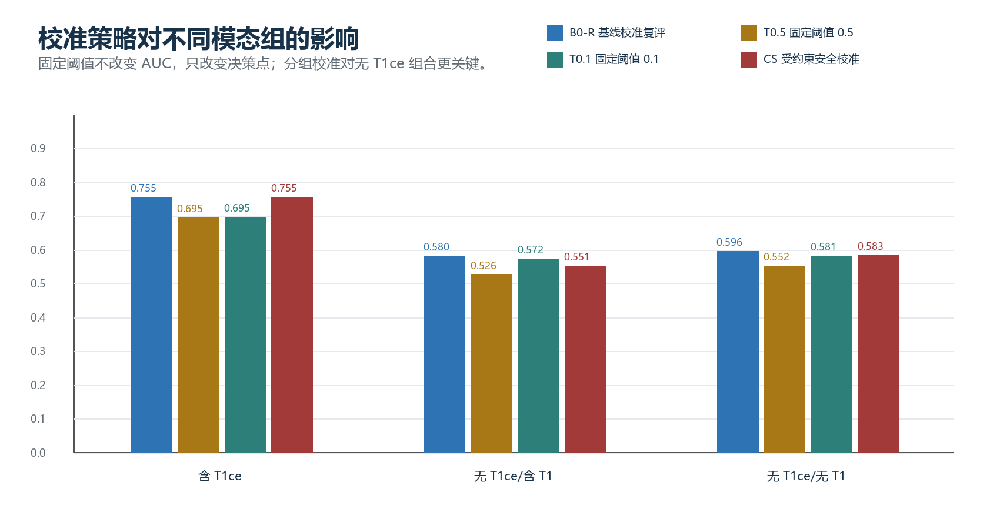 校准策略对不同模态组的影响
固定阈值不改变 AUC，只改变决策点；分组校准对无 T1ce 组合更关键。
B0-R 基线校准复评
T0.5 固定阈值 0.5
T0.1 固定阈值 0.1
CS 受约束安全校准
0.9
0.8
0.7
0.6
0.5
0.4
0.3
0.2
0.1
0.0
0.755
0.695
0.695
0.755
0.580
0.526
0.572
0.551
0.596
0.552
0.581
0.583
含 T1ce
无 T1ce/含 T1
无 T1ce/无 T1